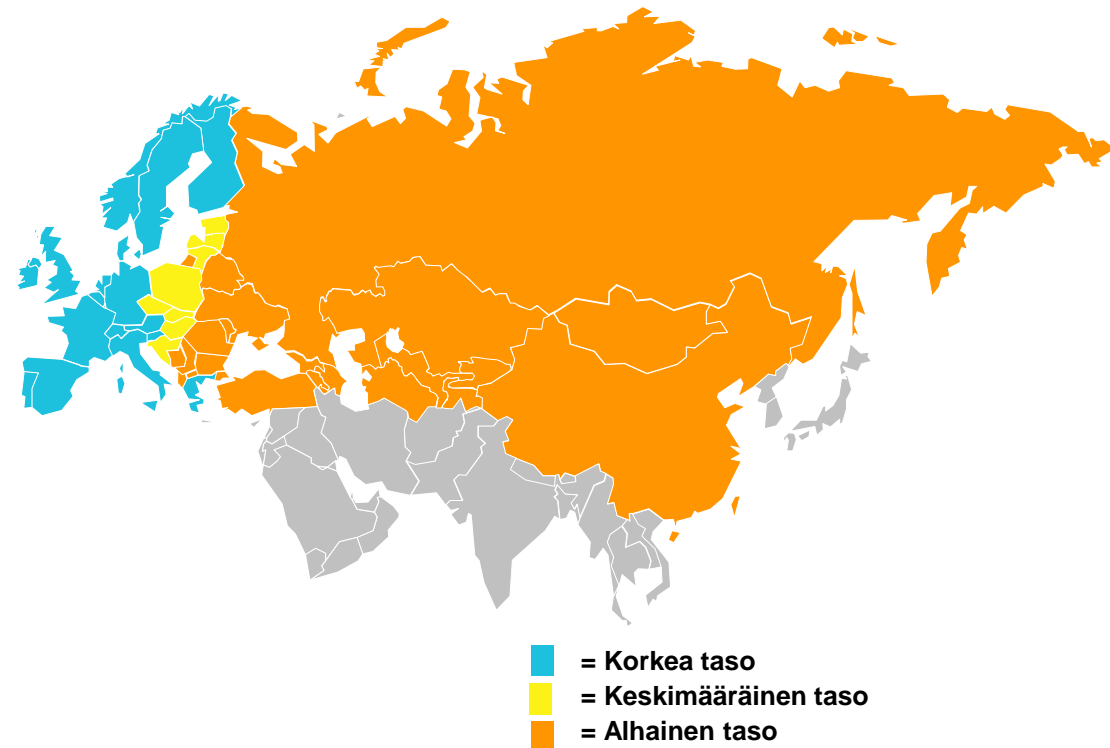 = Korkea taso
= Keskimääräinen taso
= Alhainen taso